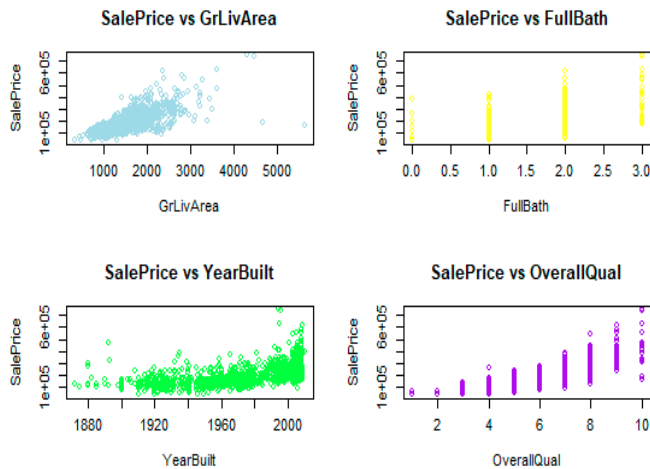 SalePrice vs GrLivArea
SalePrice
1e+05 6e+05
1000 2000 3000 4000 5000
GrLivArea
SalePrice vs FullBath
SalePrice
1e+05 6e+05
0.0 0.5 1.0 1.5 2.0 2.5 3.0
FullBath
SalePrice vs YearBuilt
SalePrice
1e+05 6e+05
1880 1920 1960 2000
YearBuilt
SalePrice vs OverallQual
SalePrice
1e+05 6e+05
2 4 6 8 10
OverallQual